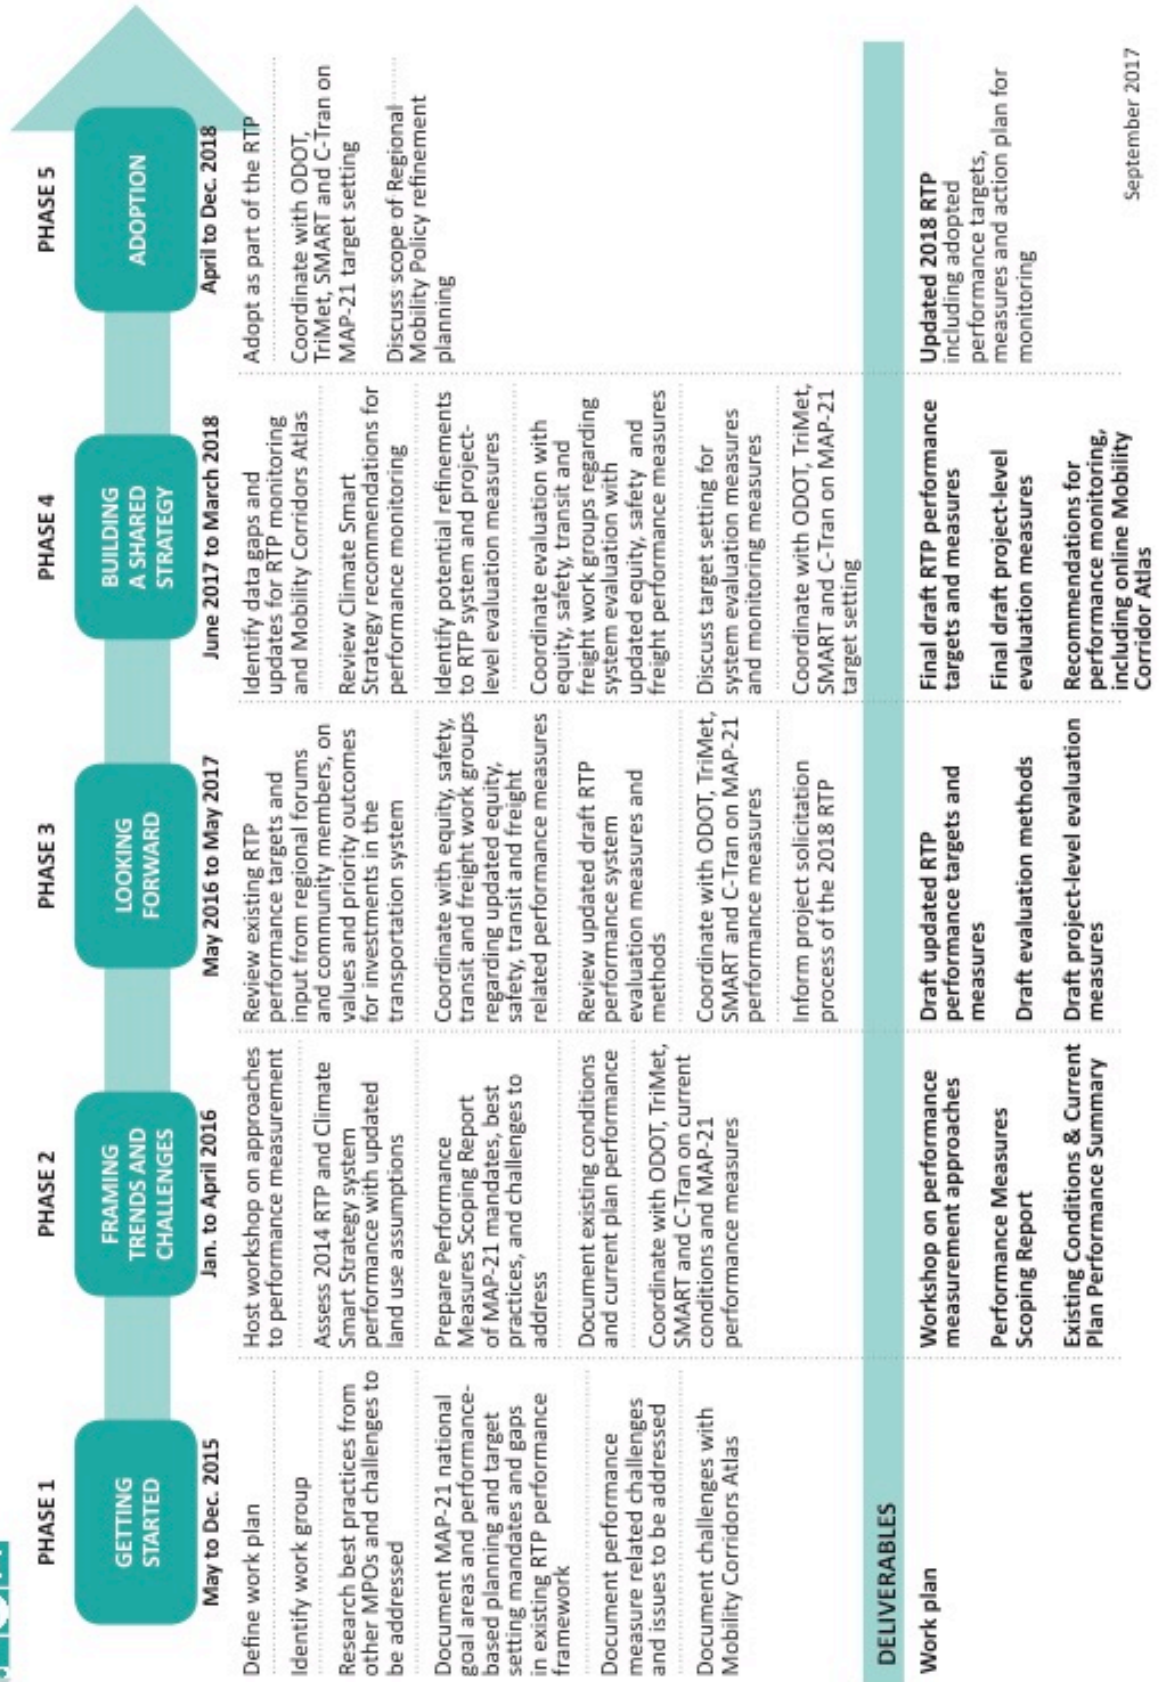 PHASE 1
GETTING
STARTED
May to Dec. 2015
Define work plan
Identify work group
Research best practices from
other MPOs and challenges to
be addressed
Document MAP-21 national
goal areas and performance-
based planning and target
setting mandates and gaps
in existing RTP performance
framework
Document performance
measure related challenges
and issues to be addressed
Document challenges with
Mobility Corridors Atlas
PHASE 2
FRAMING
TRENDS AND
CHALLENGES
Jan. to April 2016
Host workshop on approaches
to performance measurement
Assess 2014 RTP and Climate
Smart Strategy system
performance with updated
land use assumptions
Prepare Performance
Measures Scoping Report
of MAP-21 mandates, best
practices, and challenges to
address
Document existing conditions
and current plan performance
Coordinate with ODOT, TriMet,
SMART and C-Tran on current
conditions and MAP-21
performance measures
PHASE 3
LOOKING
FORWARD
May 2016 to May 2017
Review existing RTP
performance targets and
input from regional forums
and community members, on
values and priority outcomes
for investments in the
transportation system
Coordinate with equity, safety,
transit and freight work groups
regarding updated equity,
safety, transit and freight
related performance measures
Review updated draft RTP
performance system
evaluation measures and
methods
Coordinate with ODOT, TriMet,
SMART and C-Tran on MAP-21
performance measures
Inform project solicitation
process of the 2018 RTP
PHASE 4
BUILDING
A SHARED
STRATEGY
June 2017 to March 2018
Identify data gaps and
updates for RTP monitoring
and Mobility Corridors Atlas
Review Climate Smart
Strategy recommendations for
performance monitoring
Identify potential refinements
to RTP system and project-
level evaluation measures
Coordinate evaluation with
equity, safety, transit and
freight work groups regarding
system evaluation with
updated equity, safety and
freight performance measures
Discuss target setting for
system evaluation measures
and monitoring measures
Coordinate with ODOT, TriMet,
SMART and C-Tran on MAP-21
target setting
PHASE 5
ADOPTION
April to Dec. 2018
Adopt as part of the RTP
Coordinate with ODOT,
TriMet, SMART and C-Tran on
MAP-21 target setting
Discuss scope of Regional
Mobility Policy refinement
planning
DELIVERABLES
Work plan
Workshop on performance
measurement approaches
Performance Measures
Scoping Report
Existing Conditions & Current
Plan Performance Summary
Draft updated RTP
performance targets and
measures
Draft evaluation methods
Draft project-level evaluation
measures
Final draft RTP performance
targets and measures
Final draft project-level
evaluation measures
Recommendations for
performance monitoring,
including online Mobility
Corridor Atlas
Updated 2018 RTP
including adopted
performance targets,
measures and action plan for
monitoring
September 2017